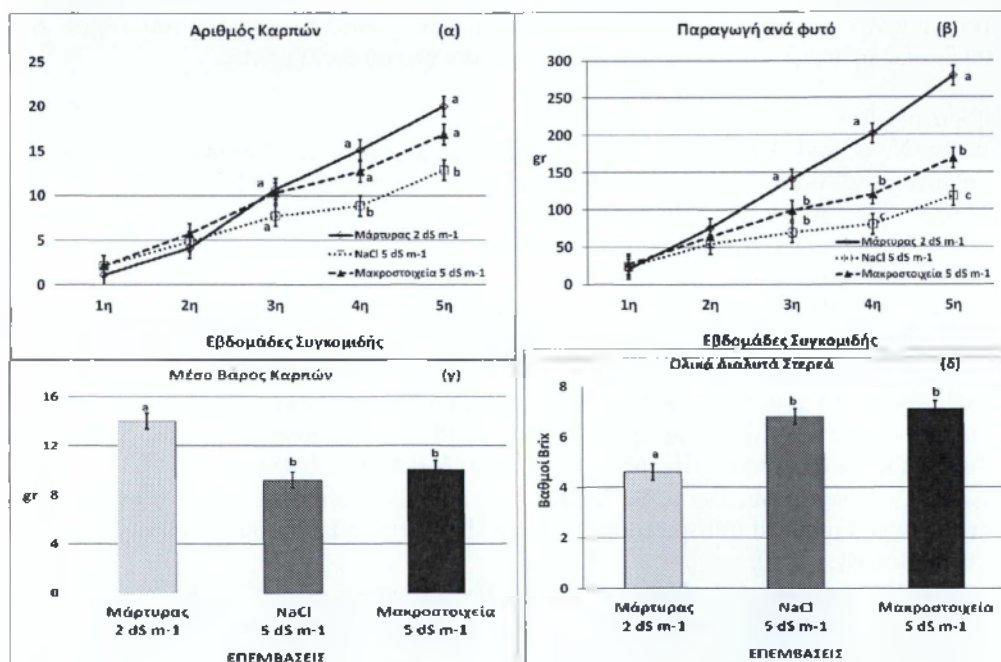 Αριθμός Καρπών (α)
25
20
15
10
5
0
a
a
a
a
a
b
a
a
b
Μάρτυρας 2 dS m-1
NaCl 5 dS m-1
Μακροστοιχεία 5 dS m-1
1η 2η 3η 4η 5η
Εβδομάδες Συγκομιδής
Παραγωγή ανά φυτό (β)
300
250
200
150
100
50
0
gr
a
b
b
a
b
c
a
b
c
Μάρτυρας 2 dS m-1
NaCl 5 dS m-1
Μακροστοιχεία 5 dS m-1
1η 2η 3η 4η 5η
Εβδομάδες Συγκομιδής
Μέσο Βάρος Καρπών (γ)
16
12
8
4
0
gr
a
b
b
Μάρτυρας NaCl Μακροστοιχεία
2 dS m-1 5 dS m-1 5 dS m-1
ΕΠΕΜΒΑΣΕΙΣ
Ολικά Διαλυτά Στερεά (δ)
8
6
4
2
0
Βαθμοί Brix
a
b
b
Μάρτυρας NaCl Μακροστοιχεία
2 dS m-1 5 dS m-1 5 dS m-1
ΕΠΕΜΒΑΣΕΙΣ